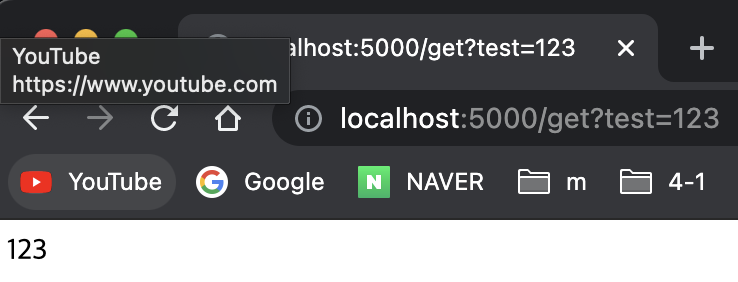 YouTube
https://www.youtube.com
alhost:5000/get?test=123
localhost:5000/get?test=123
YouTube
Google
N NAVER
m
4-1
123